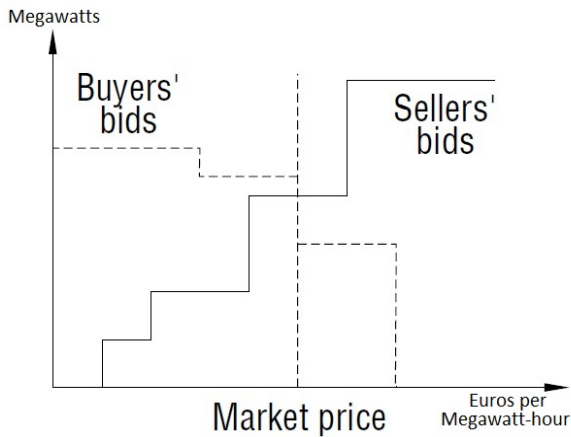 Megawatts
Buyers'
bids
Sellers'
bids
Market price
Euros per
Megawatt-hour